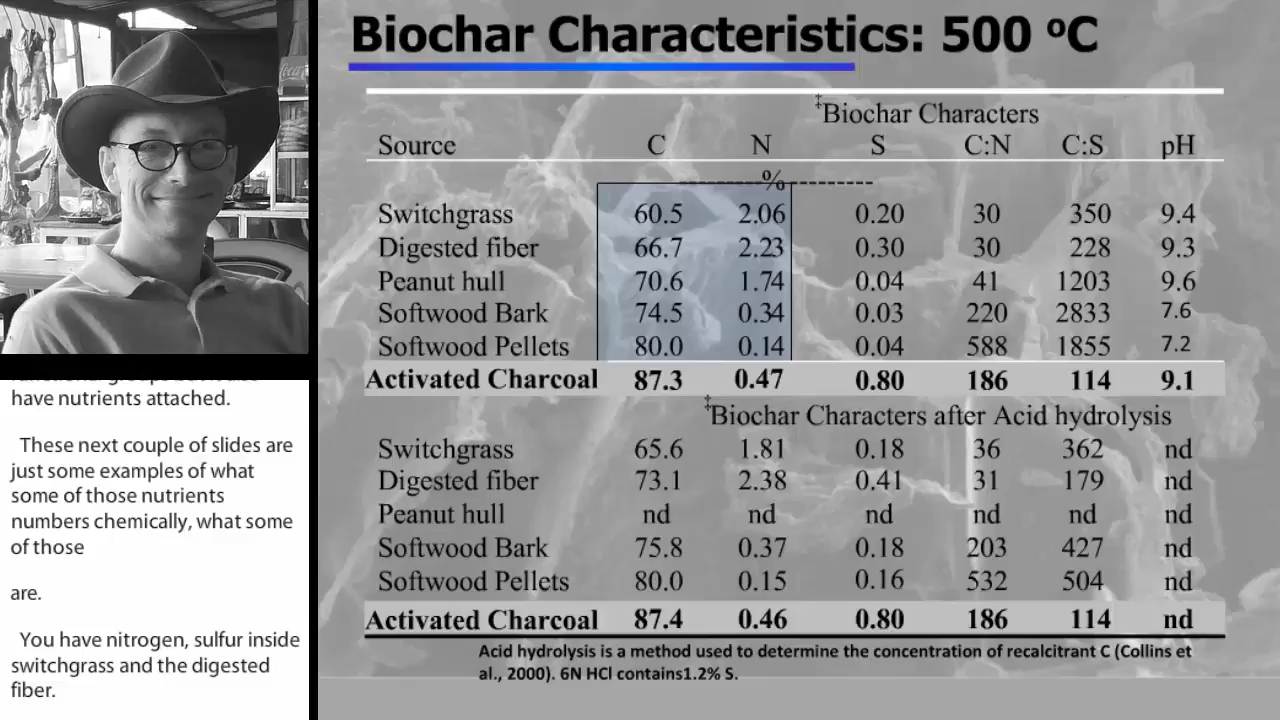 Biochar Characteristics: 500 ºC
‡Biochar Characters
Source C N S C:N C:S pH
--------%--------
Switchgrass 60.5 2.06 0.20 30 350 9.4
Digested fiber 66.7 2.23 0.30 30 228 9.3
Peanut hull 70.6 1.74 0.04 41 1203 9.6
Softwood Bark 74.5 0.34 0.03 220 2833 7.6
Softwood Pellets 80.0 0.14 0.04 588 1855 7.2
Activated Charcoal 87.3 0.47 0.80 186 114 9.1
‡Biochar Characters after Acid hydrolysis
Switchgrass 65.6 1.81 0.18 36 362 nd
Digested fiber 73.1 2.38 0.41 31 179 nd
Peanut hull nd nd nd nd nd nd
Softwood Bark 75.8 0.37 0.18 203 427 nd
Softwood Pellets 80.0 0.15 0.16 532 504 nd
Activated Charcoal 87.4 0.46 0.80 186 114 nd
Acid hydrolysis is a method used to determine the concentration of recalcitrant C (Collins et
al., 2000). 6N HCl contains1.2% S.
have nutrients attached.
These next couple of slides are
just some examples of what
some of those nutrients
numbers chemically, what some
of those
are.
You have nitrogen, sulfur inside
switchgrass and the digested
fiber.